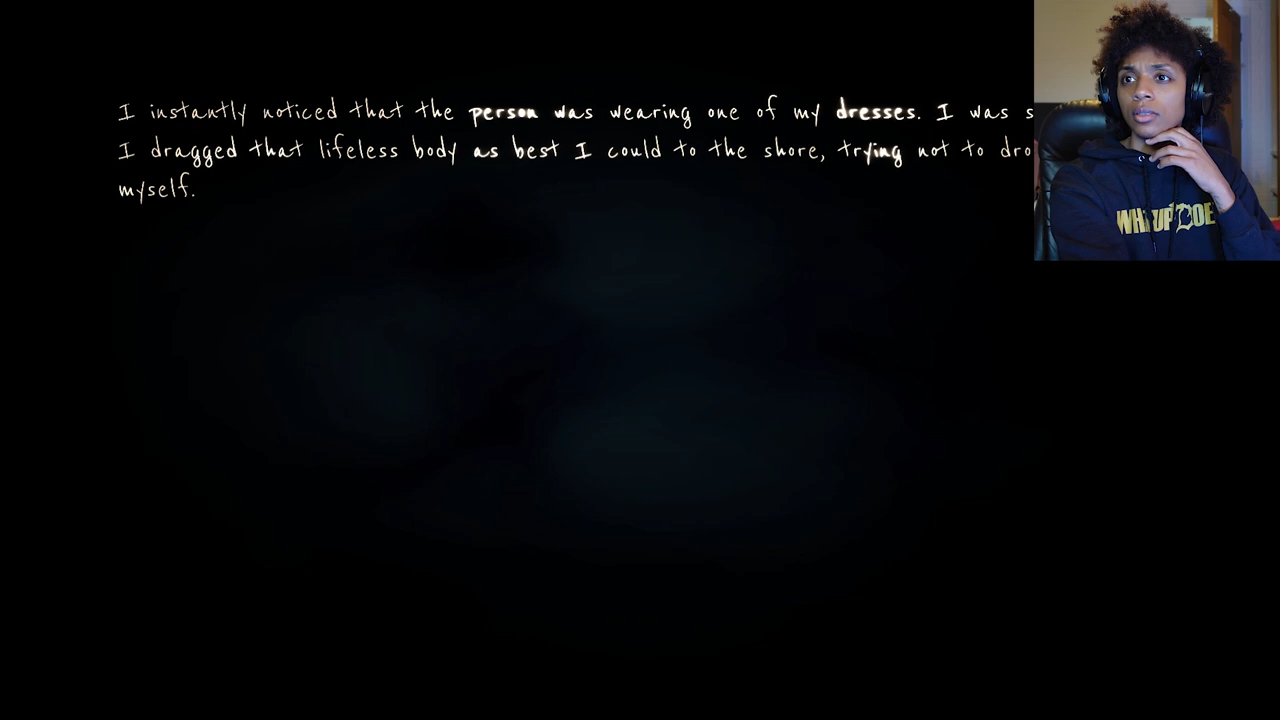 I instantly noticed that the person was wearing one of my dresses. I was
I dragged that lifeless body as best I could to the shore, trying not to
myself.